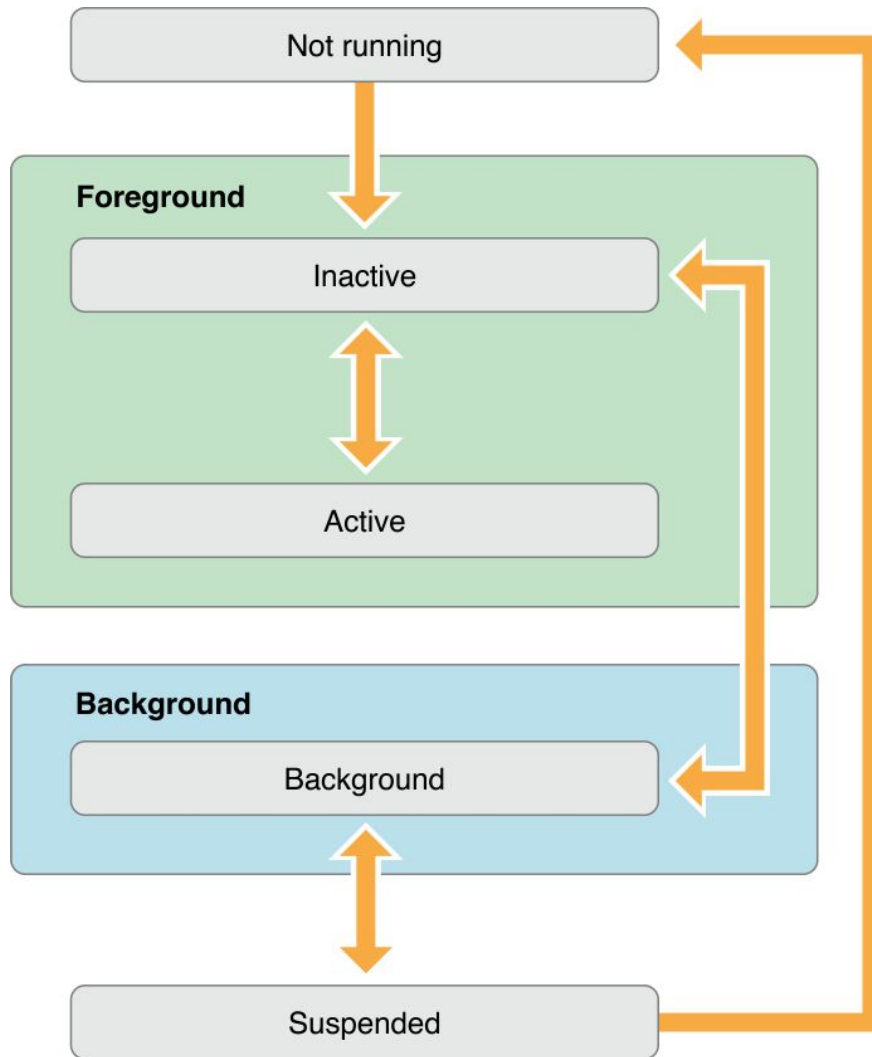 Not running
Foreground
Inactive
Active
Background
Background
Suspended